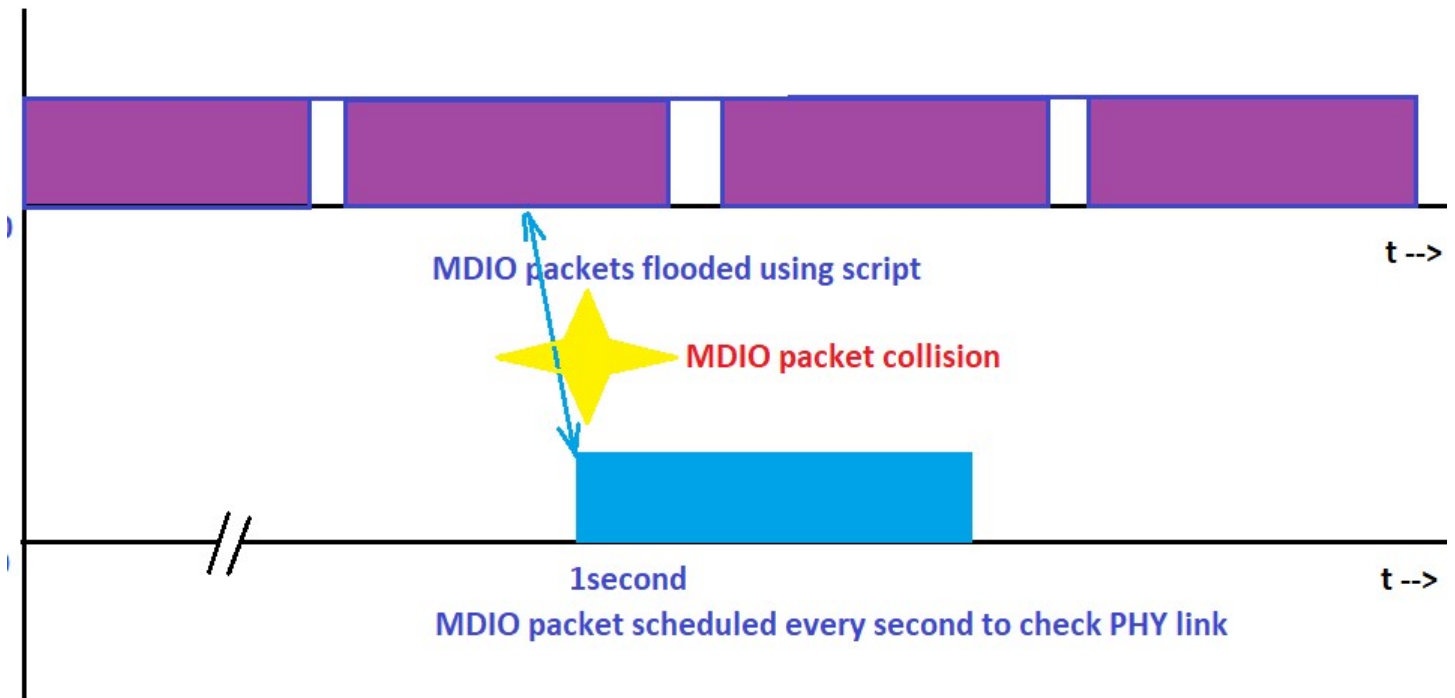 t -->
MDIO packets flooded using script
MDIO packet collision
1second
t -->
MDIO packet scheduled every second to check PHY link